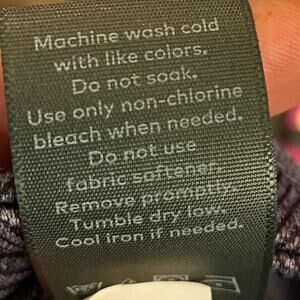 Machine wash cold
with like colors.
Do not soak.
Use only non-chlorine
bleach when needed.
Do not use
fabric softener.
Remove promptly.
Tumble dry low.
Cool iron if needed.